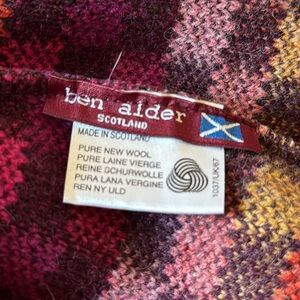 ben alder
SCOTLAND
MADE IN SCOTLAND
PURE NEW WOOL
PURE LAINE VIERGE
REINE SCHURWOLLE
PURA LANA VERGINE
REN NY ULD
1037/UK/67